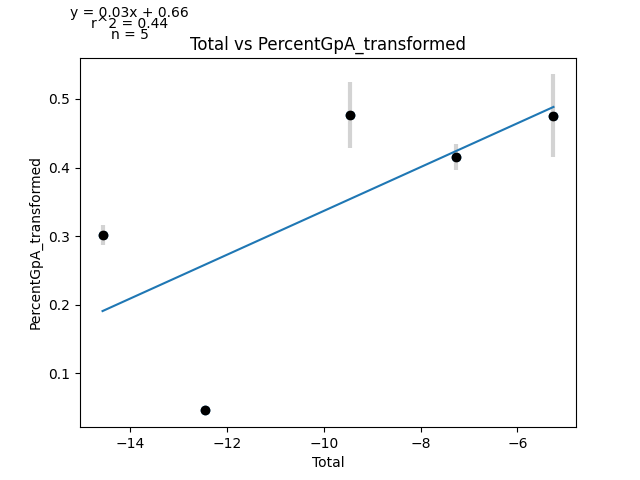 y = 0.03x + 0.66
r^2 = 0.44
n = 5
Total vs PercentGpA_transformed
PercentGpA_transformed
0.5
0.4
0.3
0.2
0.1
−14
−12
−10
−8
−6
Total